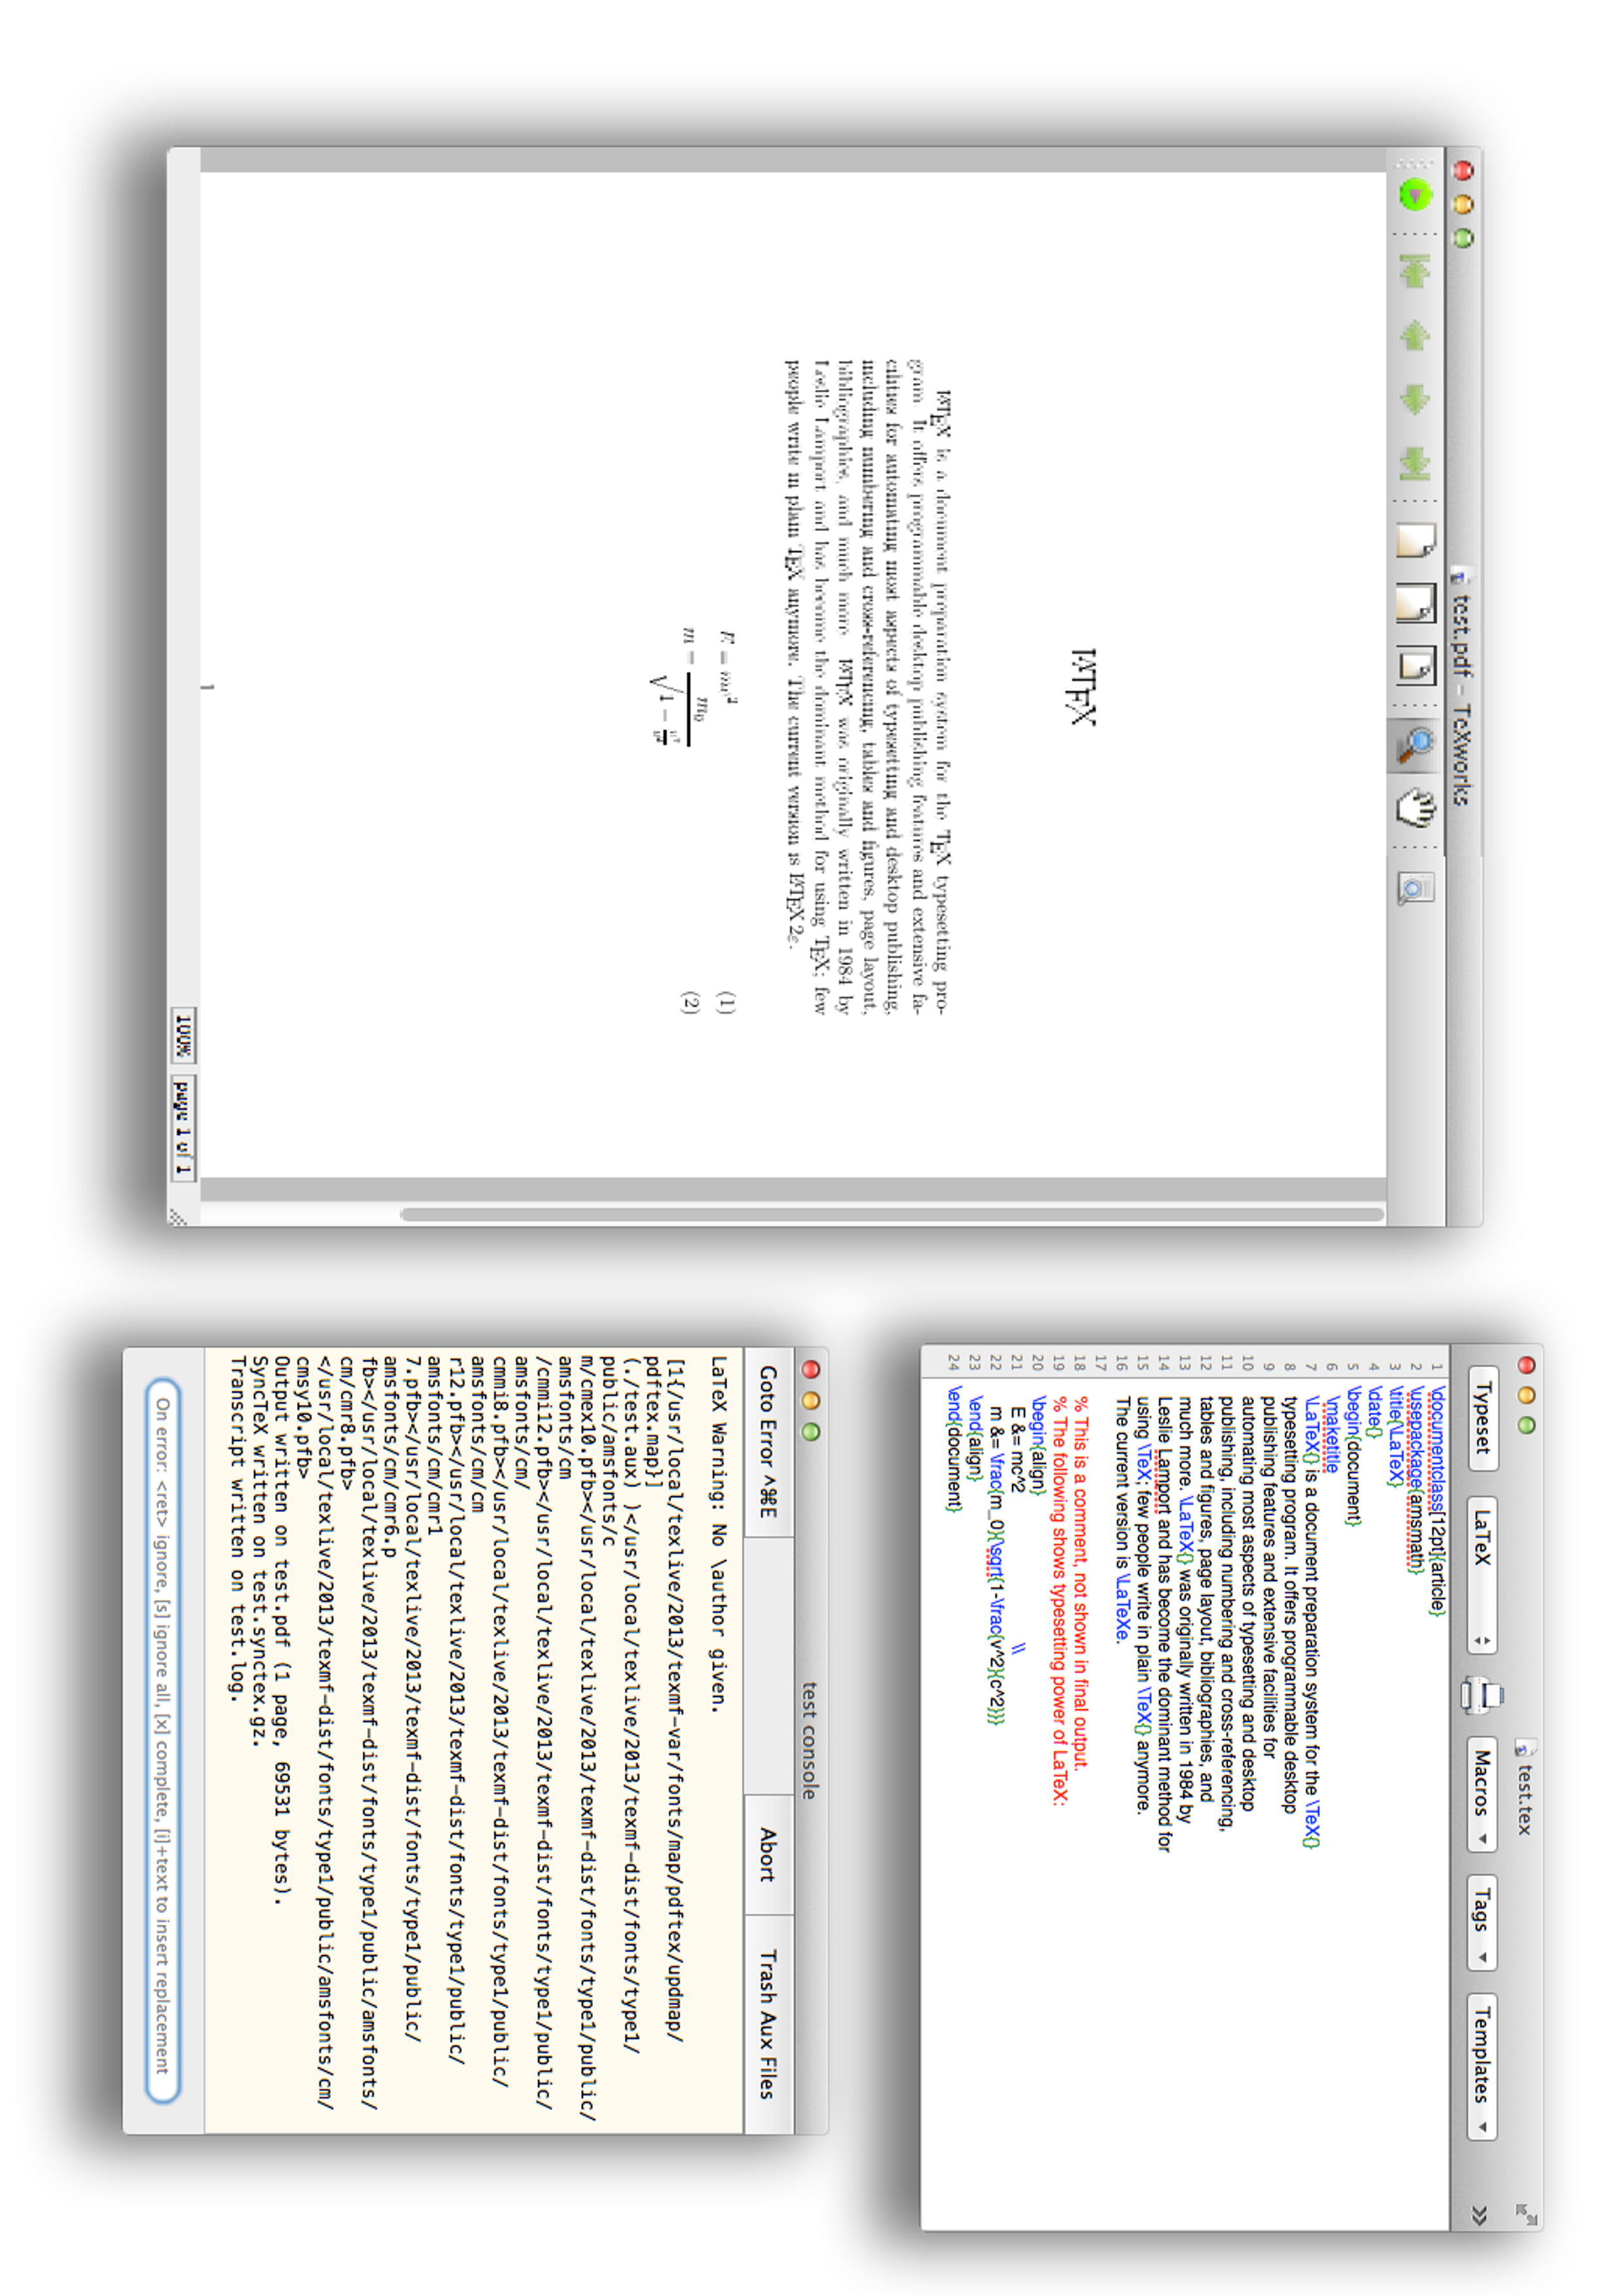 test.pdf - TeXworks
LATEX
LATEX is a document preparation system for the TEX typesetting pro-
gram. It offers programmable desktop publishing features and extensive fa-
cilities for automating most aspects of typesetting and desktop publishing,
including numbering and cross-referencing, tables and figures, page layout,
bibliographies, and much more. LATEX was originally written in 1984 by
Leslie Lamport and has become the dominant method for using TEX; few
people write in plain TEX anymore. The current version is LATEX 2ε.
E = mc² (1)
m = m₀ / √(1 − v²/c²) (2)
1
100% page 1 of 1
test.tex
Typeset LaTeX Macros Tags Templates
1 \documentclass[12pt]{article}
2 \usepackage{amsmath}
3 \title{\LaTeX}
4 \date{}
5 \begin{document}
6 \maketitle
7 \LaTeX{} is a document preparation system for the \TeX{}
8 typesetting program. It offers programmable desktop
9 publishing features and extensive facilities for
10 automating most aspects of typesetting and desktop
11 publishing, including numbering and cross-referencing,
12 tables and figures, page layout, bibliographies, and
13 much more. \LaTeX{} was originally written in 1984 by
14 Leslie Lamport and has become the dominant method for
15 using \TeX; few people write in plain \TeX{} anymore.
16 The current version is \LaTeXe.
17
18 % This is a comment, not shown in final output.
19 % The following shows typesetting power of LaTeX:
20 \begin{align}
21 E &= mc^2 \\
22 m &= \frac{m_0}{\sqrt{1-\frac{v^2}{c^2}}}
23 \end{align}
24 \end{document}
test console
Goto Error ^⌘E Abort Trash Aux Files
LaTeX Warning: No \author given.
[1{/usr/local/texlive/2013/texmf-var/fonts/map/pdftex/updmap/
pdftex.map}]
(./test.aux) )</usr/local/texlive/2013/texmf-dist/fonts/type1/
public/amsfonts/c
m/cmex10.pfb></usr/local/texlive/2013/texmf-dist/fonts/type1/public/
amsfonts/cm
/cmmi12.pfb></usr/local/texlive/2013/texmf-dist/fonts/type1/public/
amsfonts/cm/
cmmi8.pfb></usr/local/texlive/2013/texmf-dist/fonts/type1/public/
amsfonts/cm/cm
r12.pfb></usr/local/texlive/2013/texmf-dist/fonts/type1/public/
amsfonts/cm/cmr1
7.pfb></usr/local/texlive/2013/texmf-dist/fonts/type1/public/
amsfonts/cm/cmr6.p
fb></usr/local/texlive/2013/texmf-dist/fonts/type1/public/amsfonts/
cm/cmr8.pfb>
</usr/local/texlive/2013/texmf-dist/fonts/type1/public/amsfonts/cm/
cmsy10.pfb>
Output written on test.pdf (1 page, 69531 bytes).
SyncTeX written on test.synctex.gz.
Transcript written on test.log.
On error: <ret> ignore, [s] ignore all, [x] complete, [i]+text to insert replacement